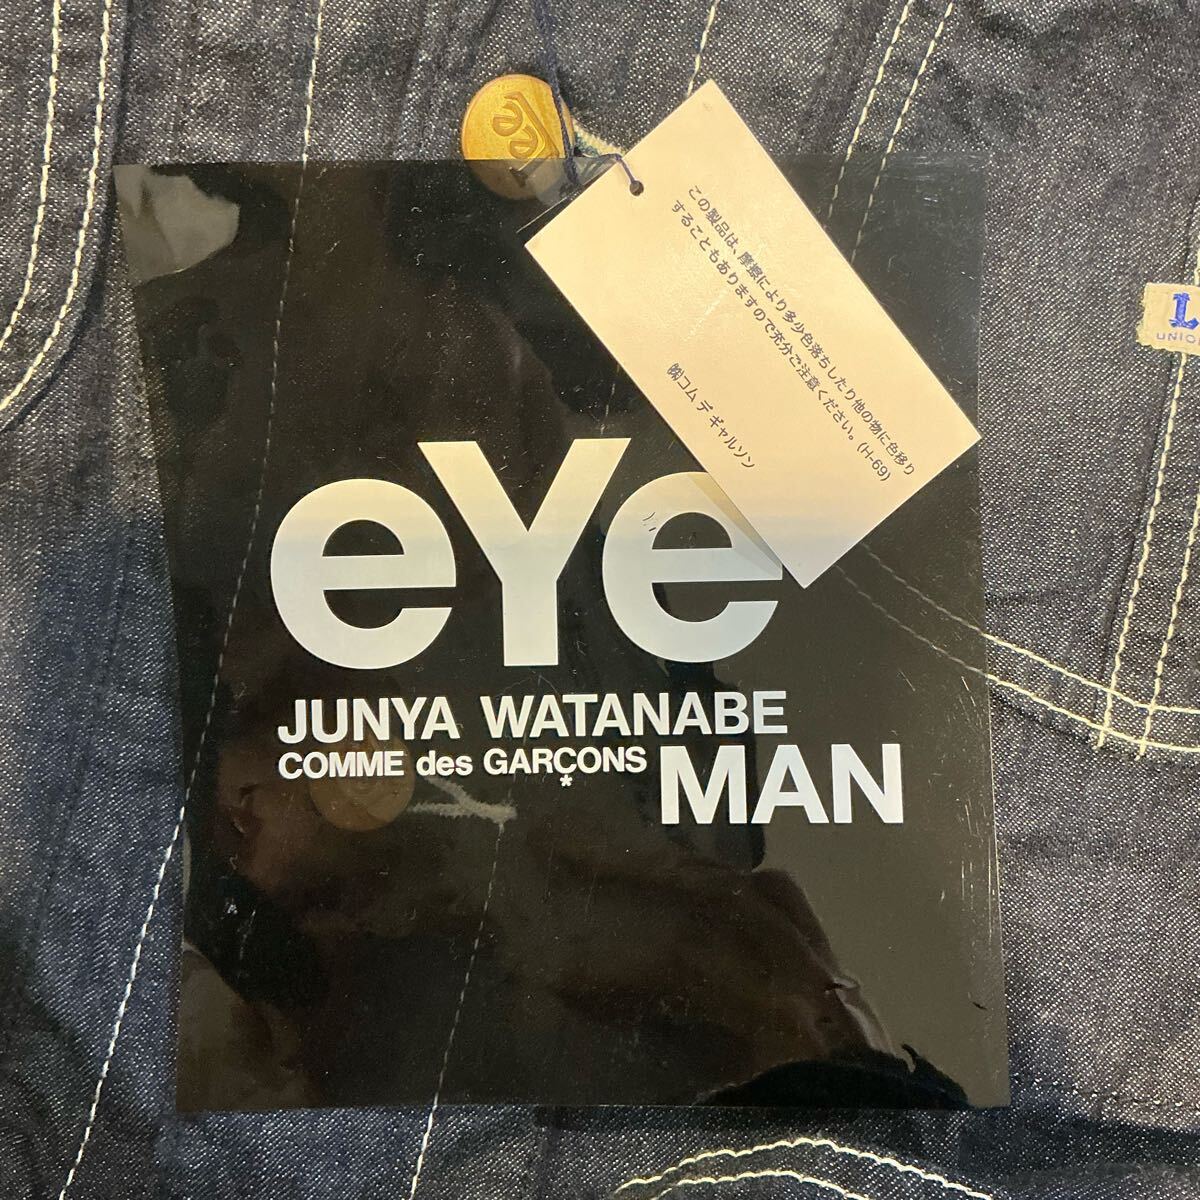 Lee
この製品は、摩擦により多少色落ちしたり他の物に色移り
することもありますので充分ご注意ください。(H-69)
㈱コム デ ギャルソン
L
UNION
eYe
JUNYA WATANABE
COMME des GARÇONS
*
MAN